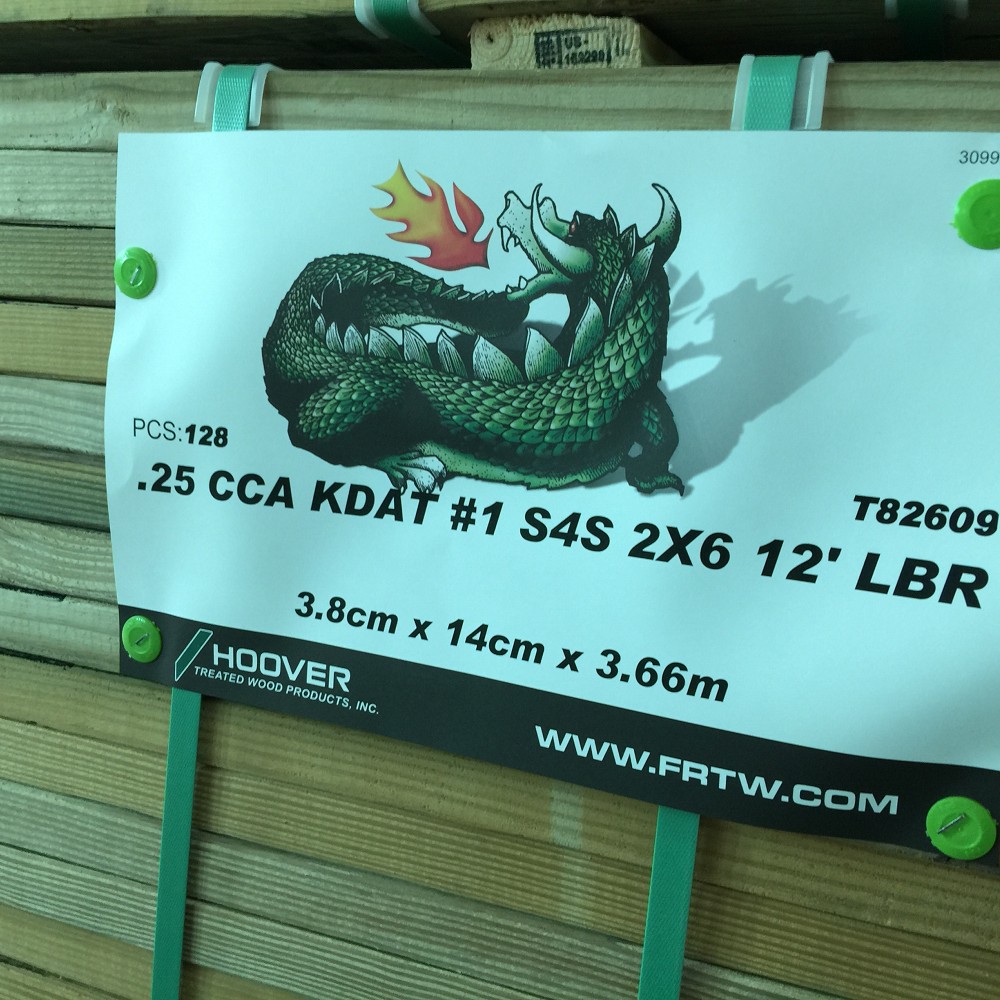 US-
3099
PCS:128
T82609
.25 CCA KDAT #1 S4S 2X6 12' LBR
3.8cm x 14cm x 3.66m
HOOVER
TREATED WOOD PRODUCTS, INC.
WWW.FRTW.COM